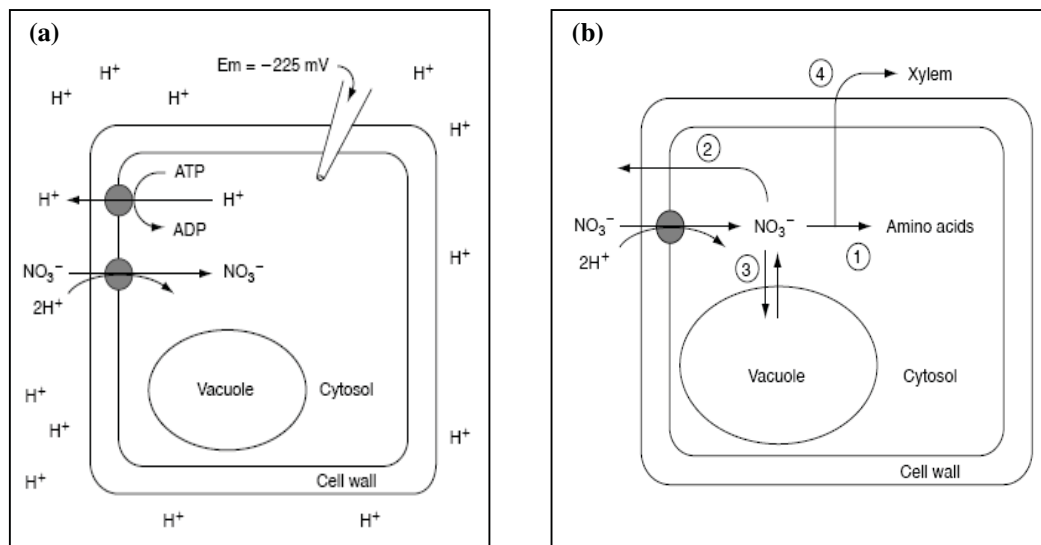 (a)
Em = −225 mV
H⁺
H⁺
H⁺
H⁺
H⁺
ATP
H⁺
H⁺
ADP
H⁺
NO₃⁻
NO₃⁻
2H⁺
Vacuole
Cytosol
H⁺
H⁺
H⁺
H⁺
Cell wall
H⁺
H⁺
(b)
4
Xylem
2
NO₃⁻
NO₃⁻
Amino acids
2H⁺
3
1
Vacuole
Cytosol
Cell wall